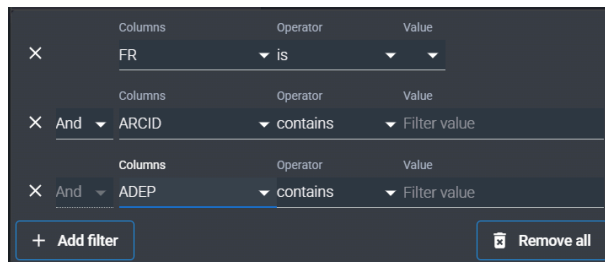 Columns Operator Value
FR is
Columns Operator Value
And ARCID contains Filter value
Columns Operator Value
And ADEP contains Filter value
Add filter Remove all